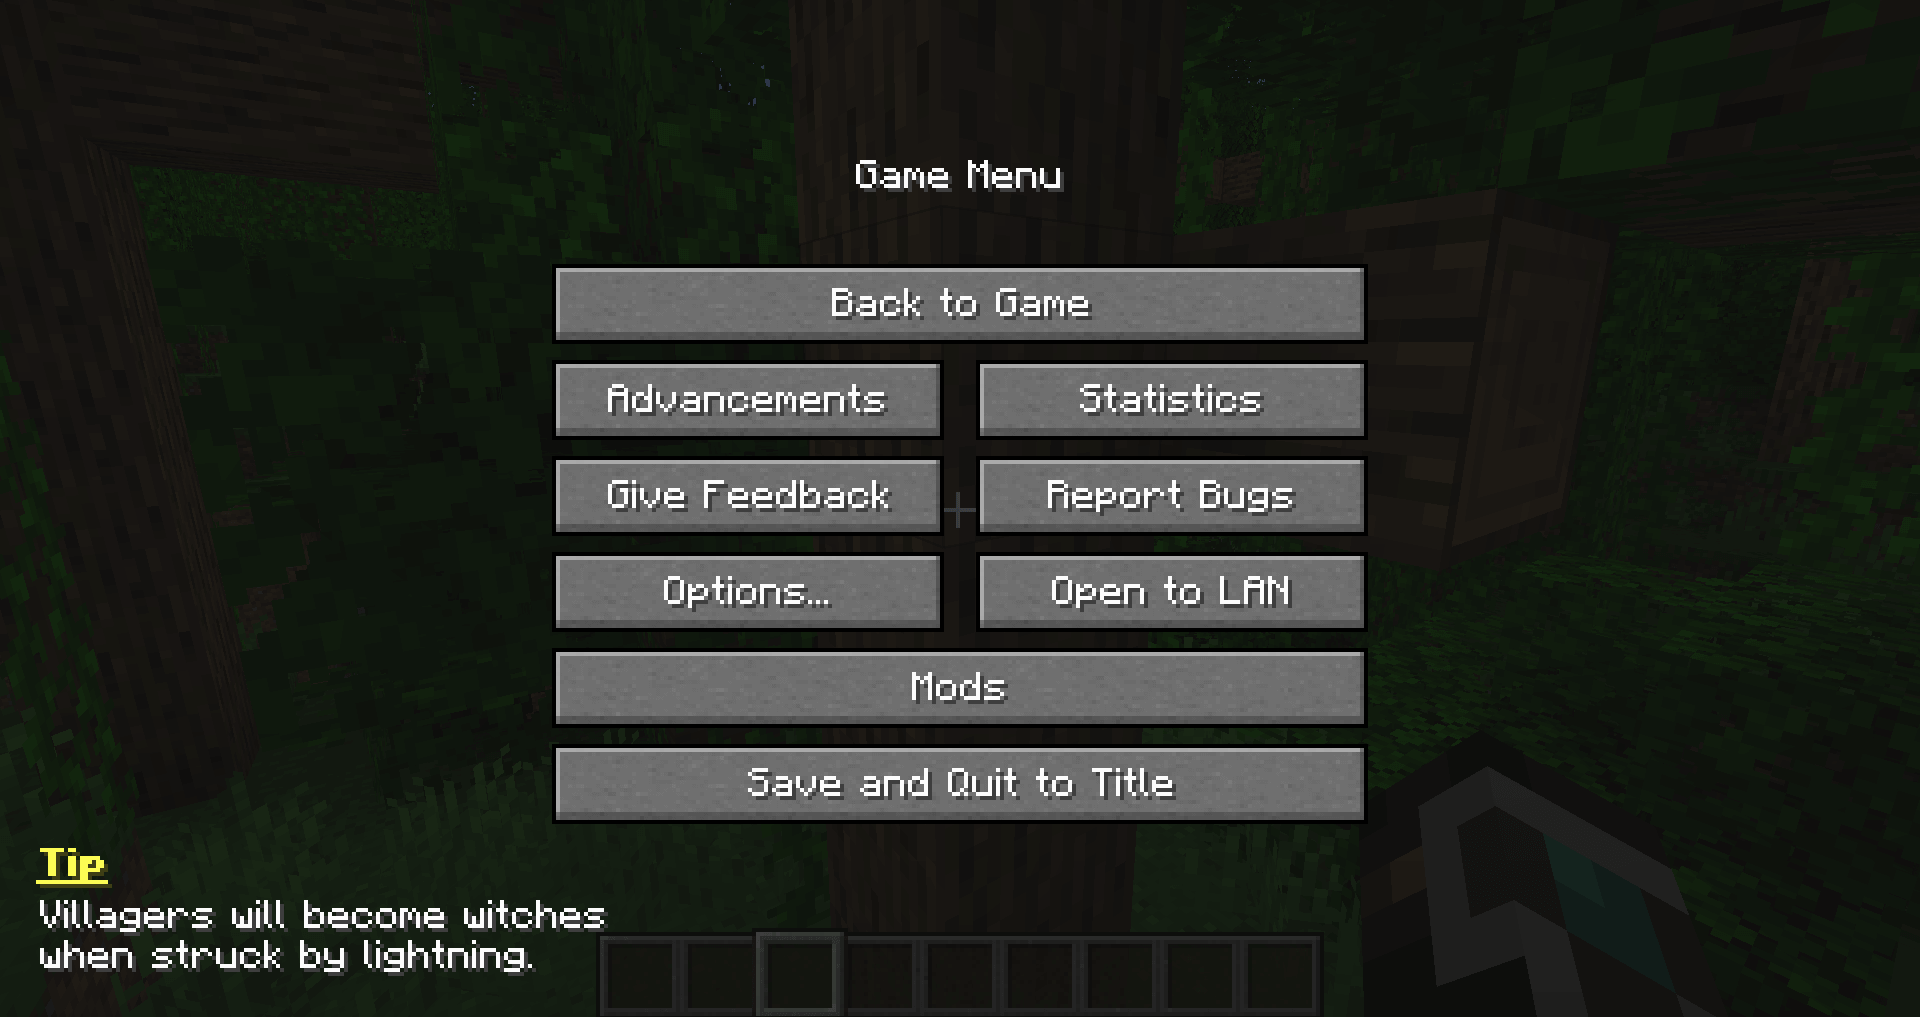 Game Menu
Back to Game
Advancements
Statistics
Give Feedback
Report Bugs
Options...
Open to LAN
Mods
Save and Quit to Title
Tip
Villagers will become witches
when struck by lightning.